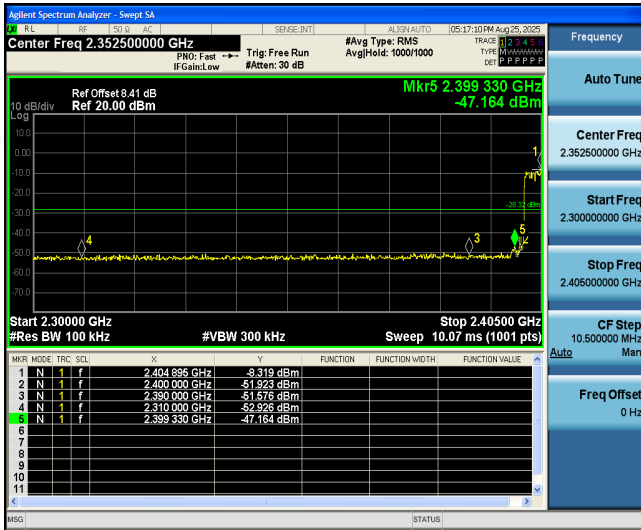 Agilent Spectrum Analyzer - Swept SA
RL RF 50 Ω AC SENSE:INT ALIGN AUTO 05:17:10 PM Aug 25, 2025
Center Freq 2.352500000 GHz
PNO: Fast
IFGain:Low
Trig: Free Run
#Atten: 30 dB
#Avg Type: RMS
Avg|Hold: 1000/1000
TRACE 1 2 3 4 5 6
TYPE M
DET P P P P P P
Mkr5 2.399 330 GHz
-47.164 dBm
Ref Offset 8.41 dB
Ref 20.00 dBm
10 dB/div
Log
10.0
0.00
-10.0
-20.0
-30.0
-40.0
-50.0
-60.0
-70.0
1
-28.32 dBm
5
3
4
Start 2.30000 GHz Stop 2.40500 GHz
#Res BW 100 kHz #VBW 300 kHz Sweep 10.07 ms (1001 pts)
MKR MODE TRC SCL X Y FUNCTION FUNCTION WIDTH FUNCTION VALUE
1 N 1 f 2.404 895 GHz -8.319 dBm
2 N 1 f 2.400 000 GHz -51.923 dBm
3 N 1 f 2.390 000 GHz -51.576 dBm
4 N 1 f 2.310 000 GHz -52.926 dBm
5 N 1 f 2.399 330 GHz -47.164 dBm
6
7
8
9
10
11
MSG STATUS
Frequency
Auto Tune
Center Freq
2.352500000 GHz
Start Freq
2.300000000 GHz
Stop Freq
2.405000000 GHz
CF Step
10.500000 MHz
Auto Man
Freq Offset
0 Hz